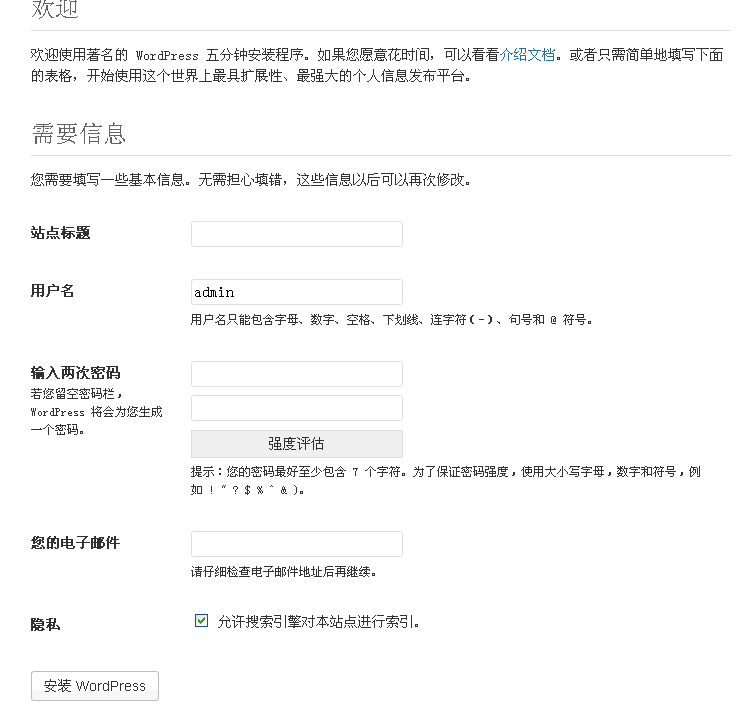 欢迎
欢迎使用著名的 WordPress 五分钟安装程序。如果您愿意花时间，可以看看介绍文档。或者只需简单地填写下面
的表格，开始使用这个世界上最具扩展性、最强大的个人信息发布平台。
需要信息
您需要填写一些基本信息。无需担心填错，这些信息以后可以再次修改。
站点标题
用户名
admin
用户名只能包含字母、数字、空格、下划线、连字符(-)、句号和 @ 符号。
输入两次密码
若您留空密码栏，
WordPress 将会为您生成
一个密码。
强度评估
提示：您的密码最好至少包含 7 个字符。为了保证密码强度，使用大小写字母，数字和符号，例
如 ! " ? $ % ^ & )。
您的电子邮件
请仔细检查电子邮件地址后再继续。
隐私
允许搜索引擎对本站点进行索引。
安装 WordPress